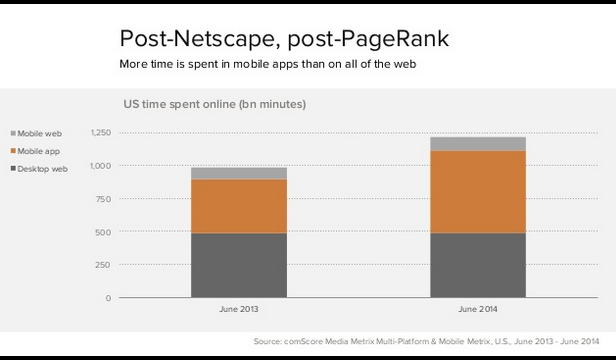 Post-Netscape, post-PageRank
More time is spent in mobile apps than on all of the web
US time spent online (bn minutes)
Mobile web
Mobile app
Desktop web
1,250
1,000
750
500
250
0
June 2013
June 2014
Source: comScore Media Metrix Multi-Platform & Mobile Metrix, U.S., June 2013 - June 2014